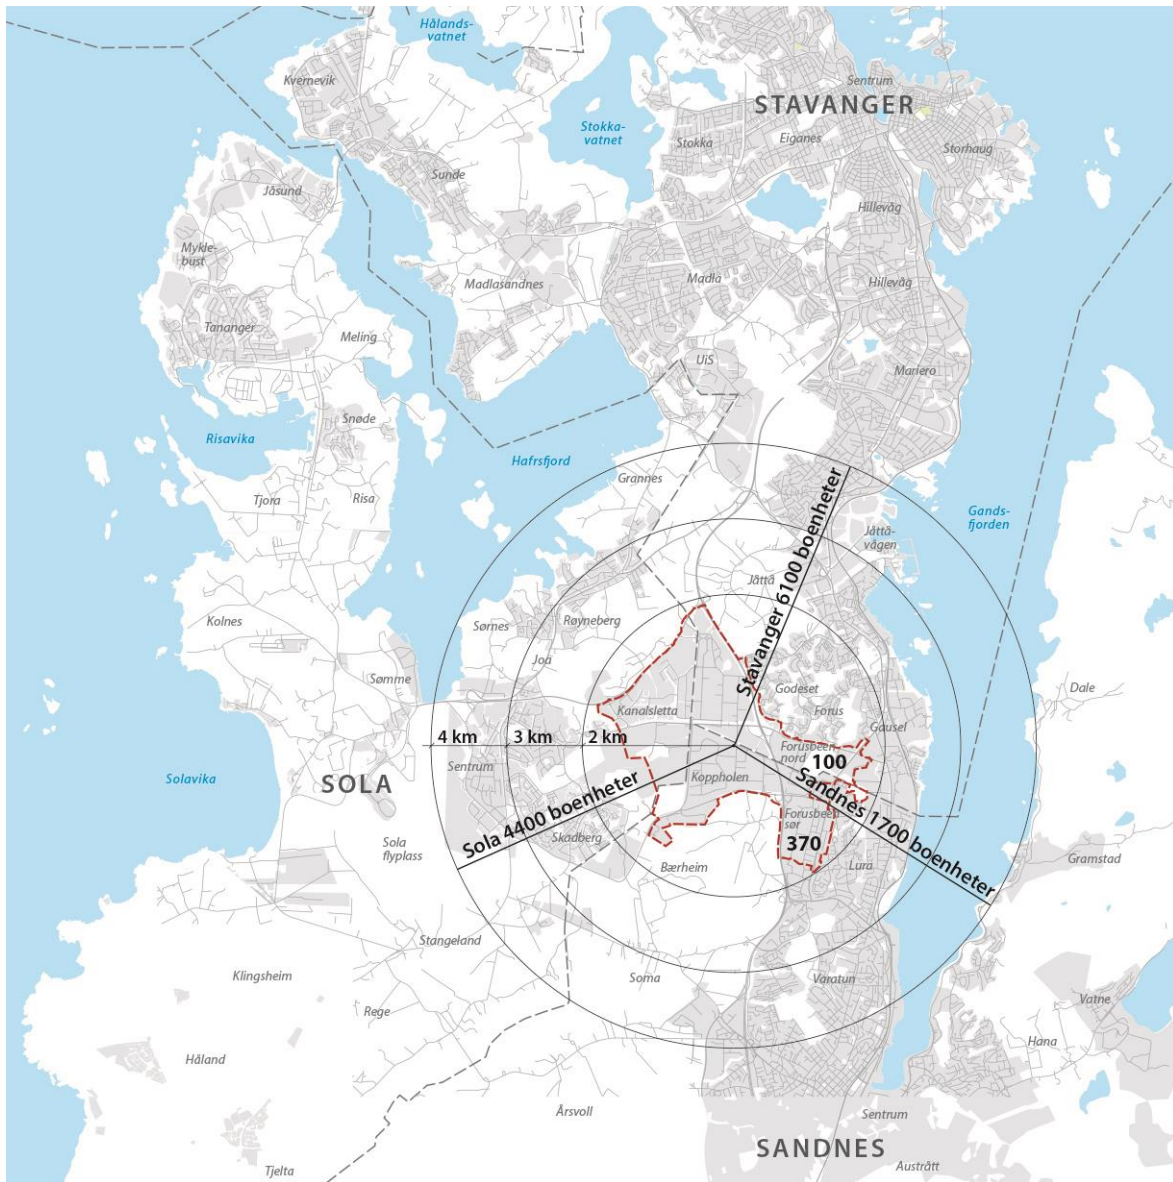 Hålands-
vatnet
Kvernevik
Sentrum
STAVANGER
Stokka-
vatnet
Stokka
Eiganes
Storhaug
Sunde
Jåsund
Hillevåg
Mykle-
bust
Madlasandnes
Madla
Hillevåg
Tananger
Meling
UiS
Mariero
Snøde
Risavika
Hafrsfjord
Grannes
Tjora
Risa
Gands-
fjorden
Jåttå-
vågen
Stavanger 6100 boenheter
Jåttå
Kolnes
Sørnes
Røyneberg
Joa
Sømme
Godeset
Dale
Kanalsletta
Forus
Gausel
4 km
3 km
2 km
Forusbeen
nord
100
Sentrum
Koppholen
Solavika
SOLA
Sandnes 1700 boenheter
Sola 4400 boenheter
Forusbeen
sør
370
Skadberg
Sola
flyplass
Bærheim
Lura
Gramstad
Stangeland
Klingsheim
Soma
Varatun
Rege
Vatne
Hana
Håland
Årsvoll
Sentrum
SANDNES
Austrått
Tjelta